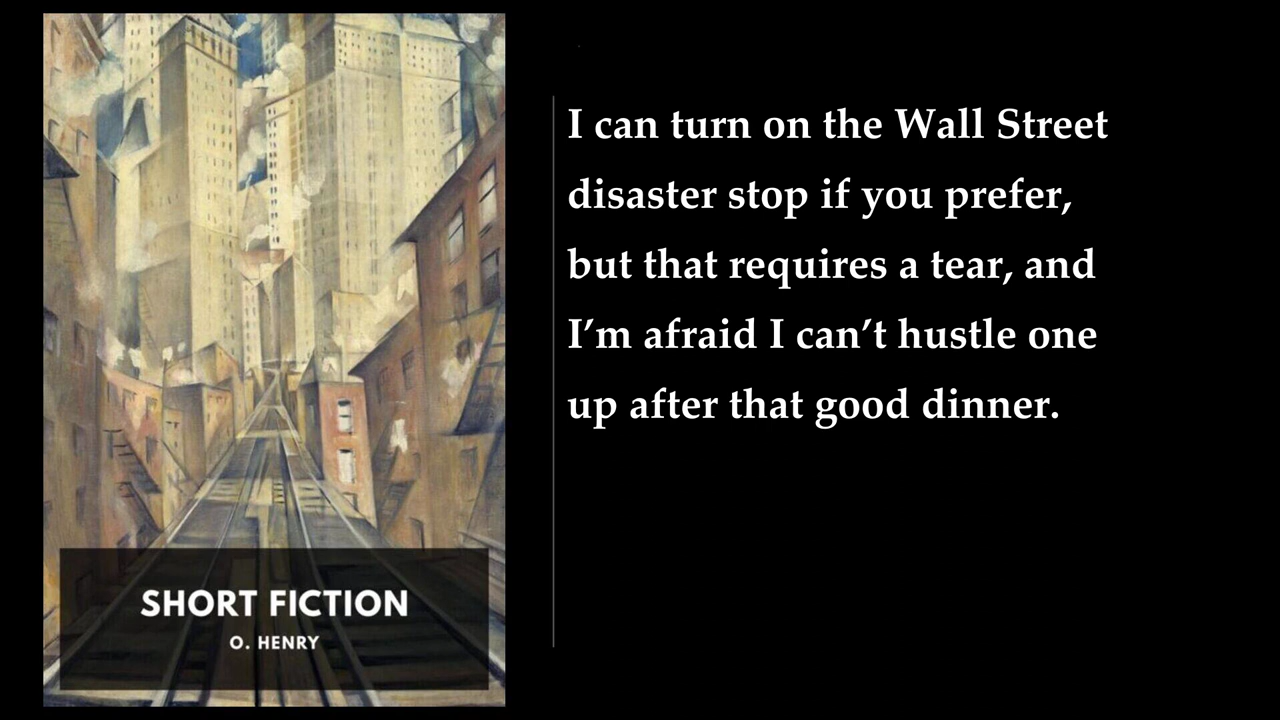 I can turn on the Wall Street
disaster stop if you prefer,
but that requires a tear, and
I’m afraid I can’t hustle one
up after that good dinner.
SHORT FICTION
O. HENRY